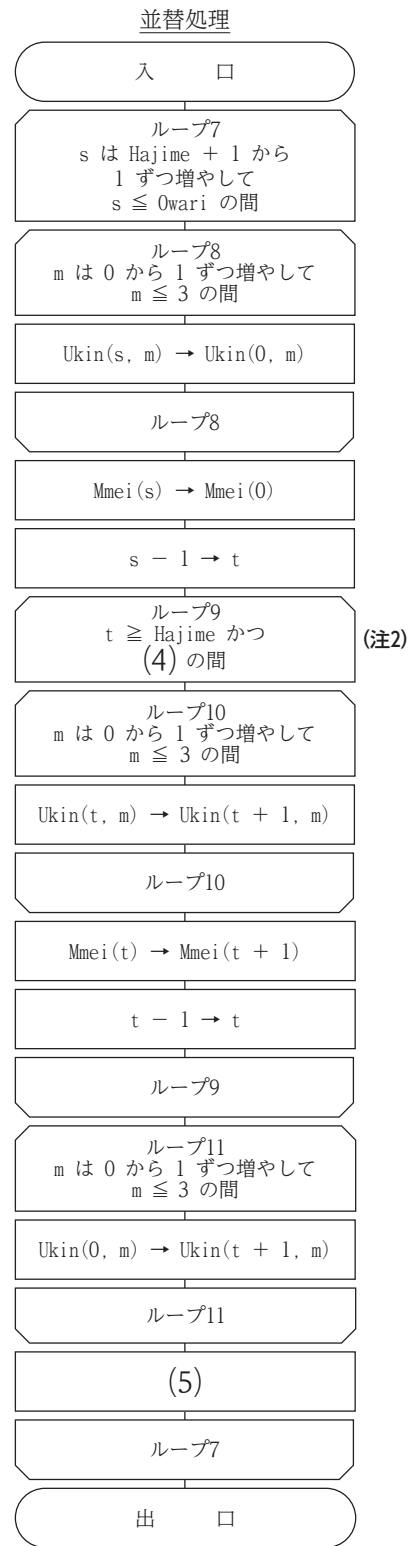 並替処理
入　　口
ループ7
s は Hajime + 1 から
1 ずつ増やして
s ≦ Owari の間
ループ8
m は 0 から 1 ずつ増やして
m ≦ 3 の間
Ukin(s, m) → Ukin(0, m)
ループ8
Mmei(s) → Mmei(0)
s － 1 → t
ループ9
t ≧ Hajime かつ
(4) の間
(注2)
ループ10
m は 0 から 1 ずつ増やして
m ≦ 3 の間
Ukin(t, m) → Ukin(t + 1, m)
ループ10
Mmei(t) → Mmei(t + 1)
t － 1 → t
ループ9
ループ11
m は 0 から 1 ずつ増やして
m ≦ 3 の間
Ukin(0, m) → Ukin(t + 1, m)
ループ11
(5)
ループ7
出　　口